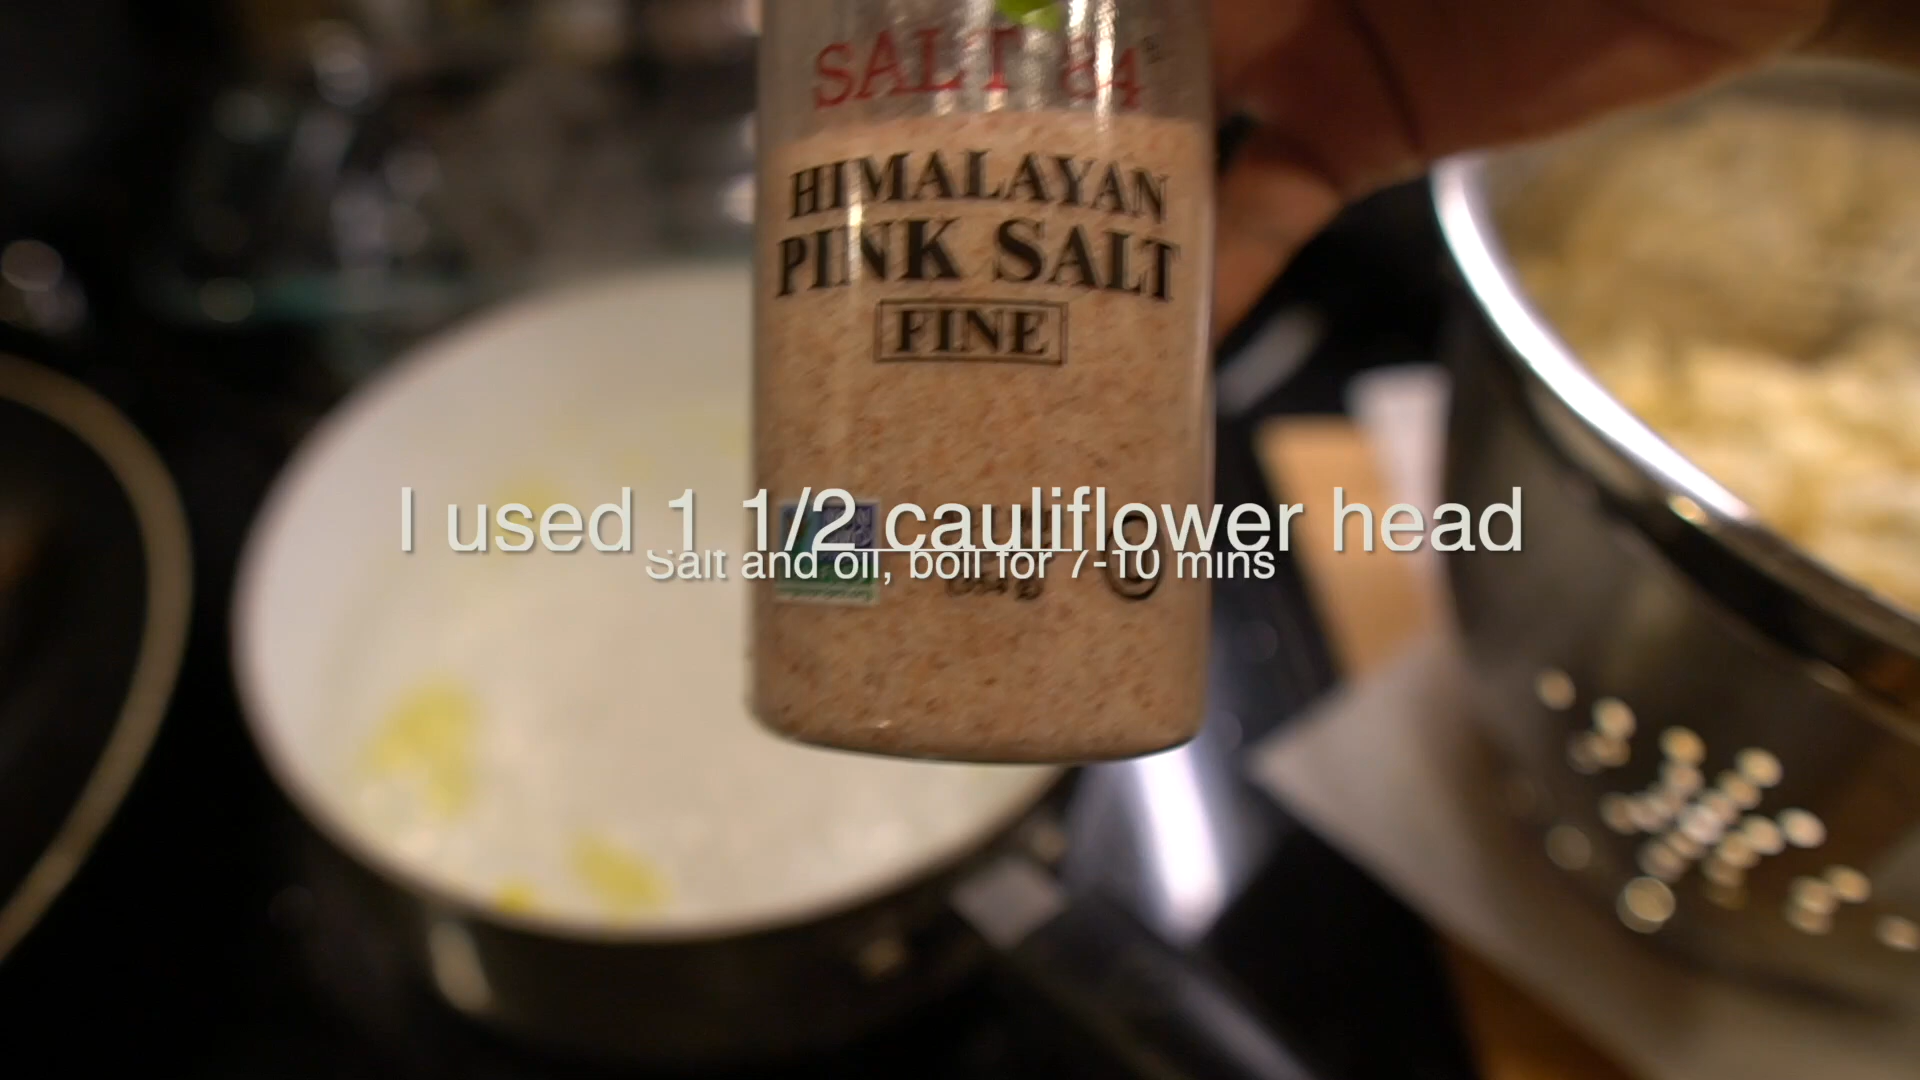 SALT 84
HIMALAYAN
PINK SALT
FINE
I used 1 1/2 cauliflower head
Salt and oil, boil for 7-10 mins